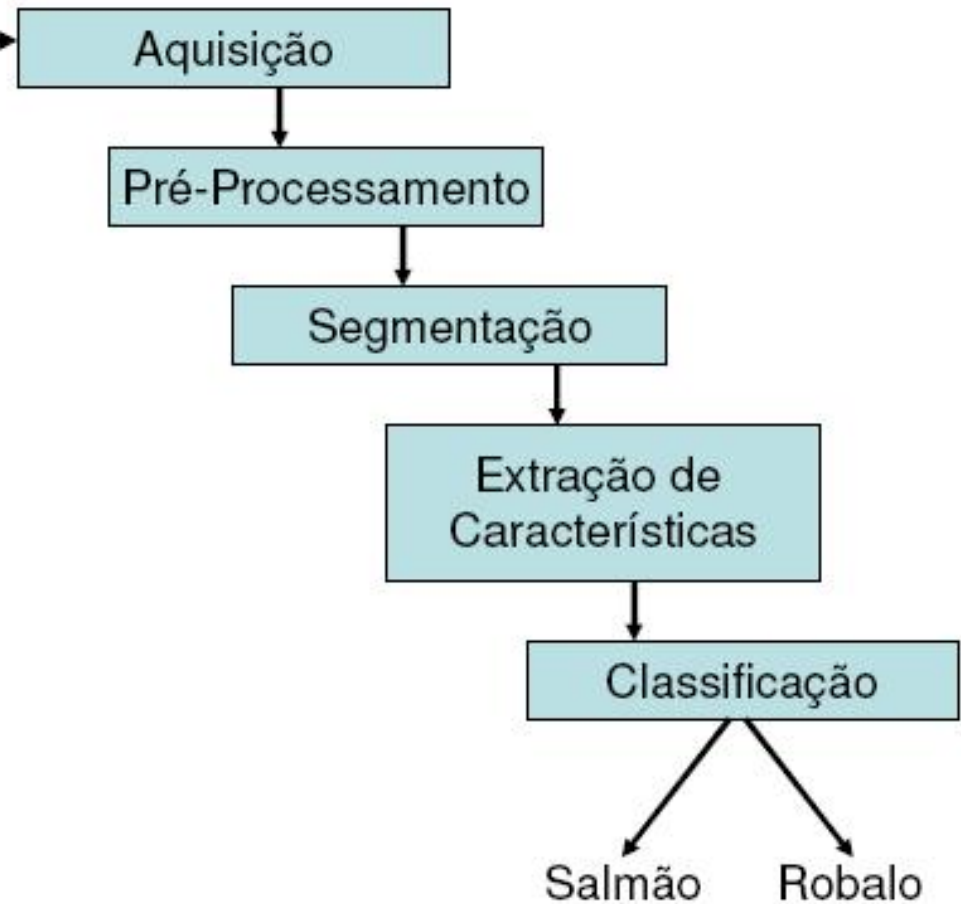 Aquisição
Pré-Processamento
Segmentação
Extração de
Características
Classificação
Salmão Robalo